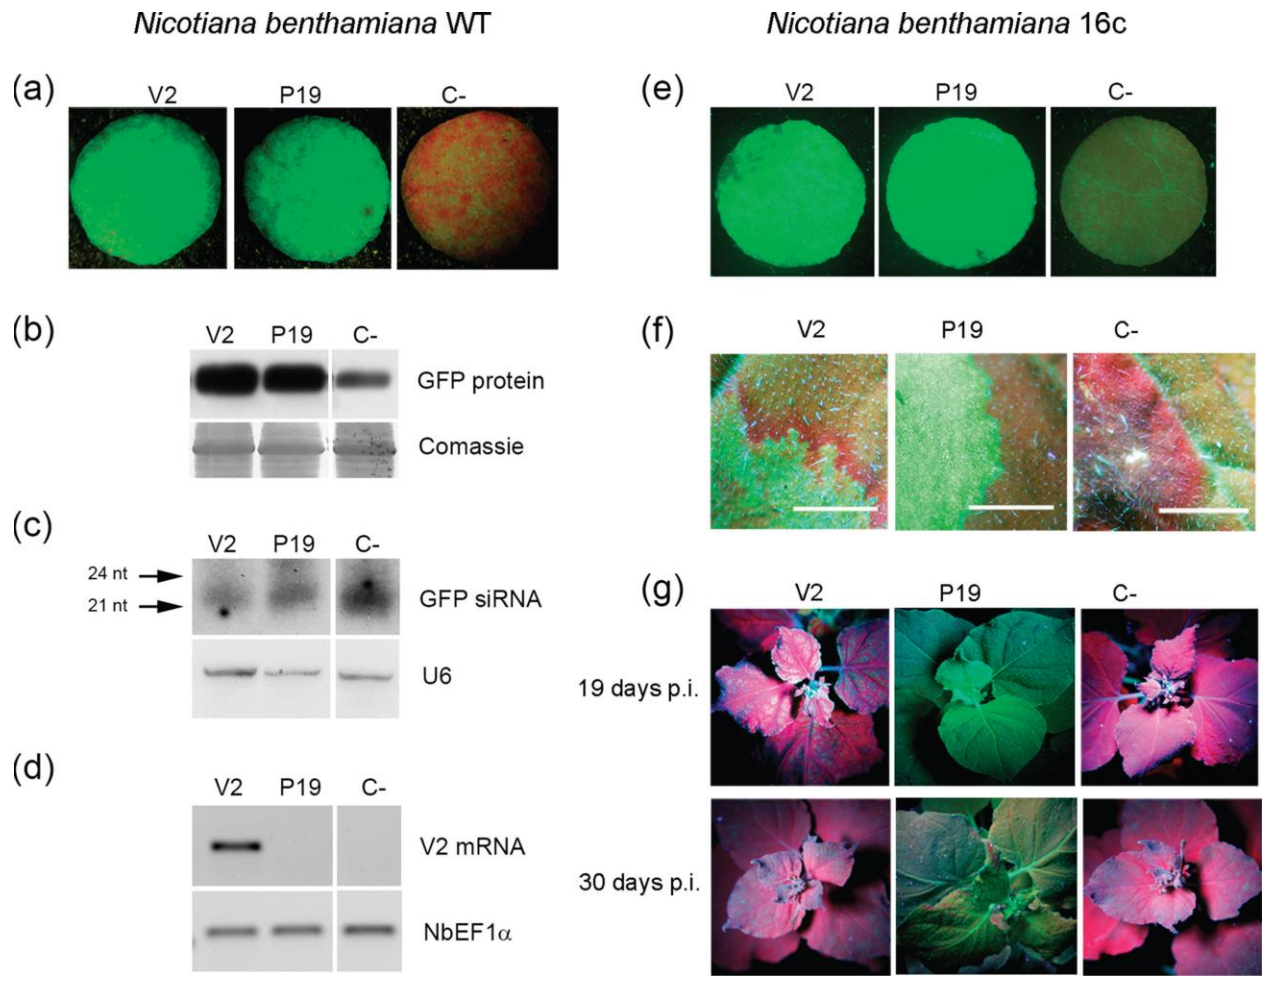 Nicotiana benthamiana WT
(a)
V2 P19 C-
(b)
V2 P19 C-
GFP protein
Comassie
(c)
V2 P19 C-
24 nt
21 nt
GFP siRNA
U6
(d)
V2 P19 C-
V2 mRNA
NbEF1α
Nicotiana benthamiana 16c
(e)
V2 P19 C-
(f)
V2 P19 C-
(g)
V2 P19 C-
19 days p.i.
30 days p.i.